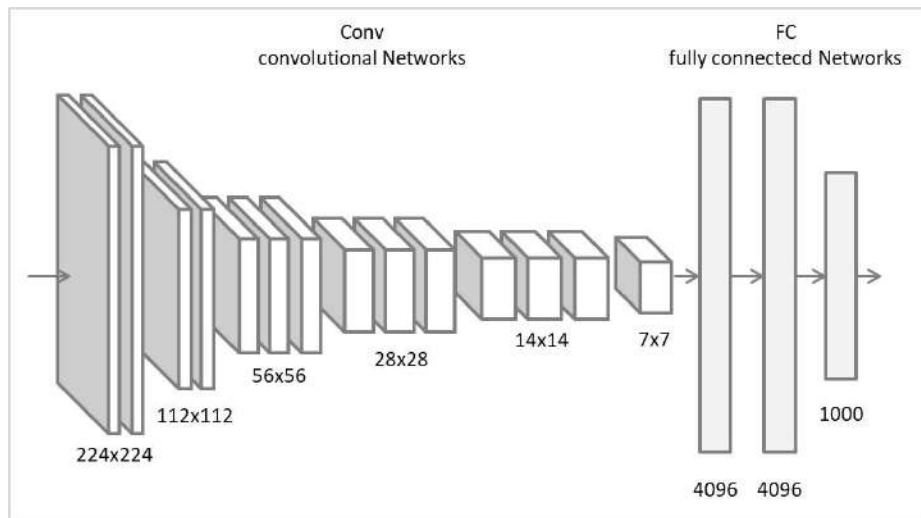 Conv
convolutional Networks
FC
fully connectecd Networks
224x224
112x112
56x56
28x28
14x14
7x7
4096
4096
1000